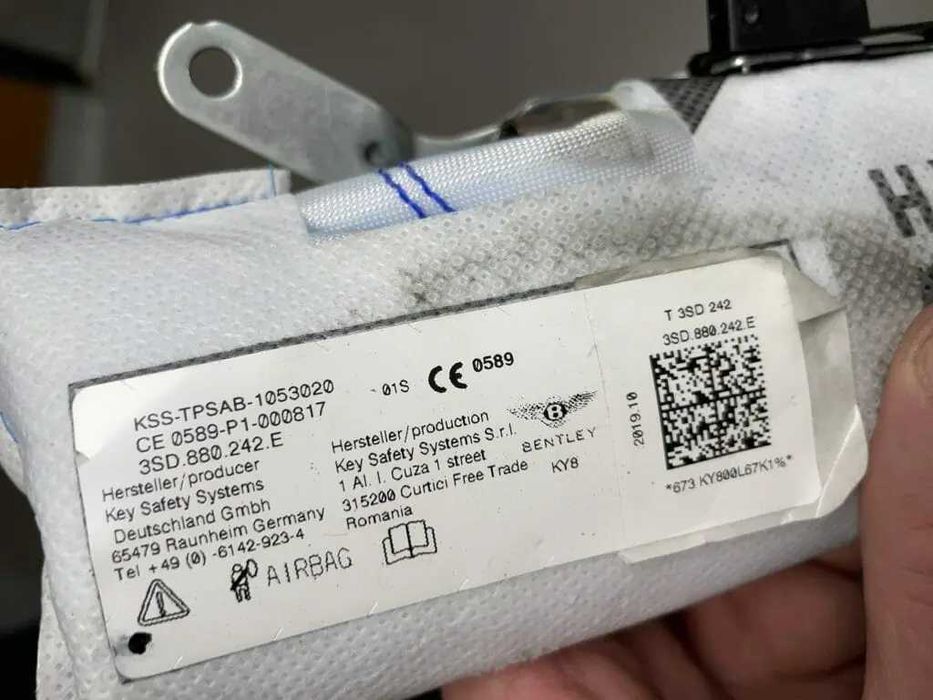 KSS-TPSAB-1053020
CE 0589-P1-000817
3SD.880.242.E
Hersteller/producer
Key Safety Systems
Deutschland Gmbh
65479 Raunheim Germany
Tel +49 (0) -6142-923-4
AIRBAG
01S CE 0589
Hersteller/production
Key Safety Systems S.r.l.
1 Al. I. Cuza 1 street
315200 Curtici Free Trade
Romania
B
BENTLEY
KY8
T 3SD 242
3SD.880.242.E
2019.10
*673 KY800L67K1%*
H